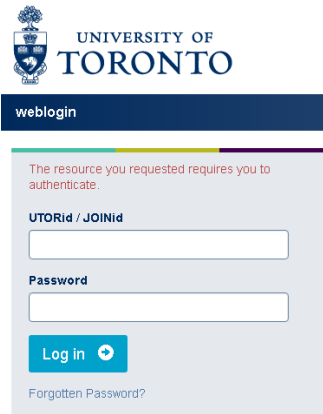 UNIVERSITY OF
TORONTO
weblogin
The resource you requested requires you to
authenticate.
UTORid / JOINid
Password
Log in
Forgotten Password?